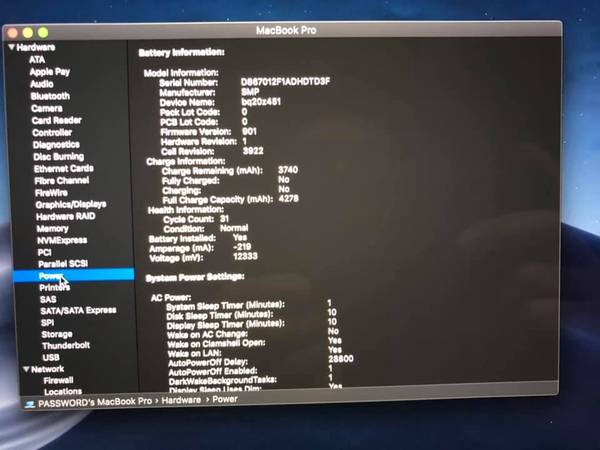 MacBook Pro
Hardware
ATA
Apple Pay
Audio
Bluetooth
Camera
Card Reader
Controller
Diagnostics
Disc Burning
Ethernet Cards
Fibre Channel
FireWire
Graphics/Displays
Hardware RAID
Memory
NVMExpress
PCI
Parallel SCSI
Power
Printers
SAS
SATA/SATA Express
SPI
Storage
Thunderbolt
USB
Network
Firewall
Locations
Battery Information:
Model Information:
Serial Number: D867012F1ADHDTD3F
Manufacturer: SMP
Device Name: bq20z451
Pack Lot Code: 0
PCB Lot Code: 0
Firmware Version: 901
Hardware Revision: 1
Cell Revision: 3922
Charge Information:
Charge Remaining (mAh): 3740
Fully Charged: No
Charging: No
Full Charge Capacity (mAh): 4278
Health Information:
Cycle Count: 31
Condition: Normal
Battery Installed: Yes
Amperage (mA): -219
Voltage (mV): 12333
System Power Settings:
AC Power:
System Sleep Timer (Minutes): 1
Disk Sleep Timer (Minutes): 10
Display Sleep Timer (Minutes): 10
Wake on AC Change: No
Wake on Clamshell Open: Yes
Wake on LAN: Yes
AutoPowerOff Delay: 28800
AutoPowerOff Enabled: 1
DarkWakeBackgroundTasks: 1
Display Sleep Uses Dim: Yes
PASSWORD's MacBook Pro › Hardware › Power